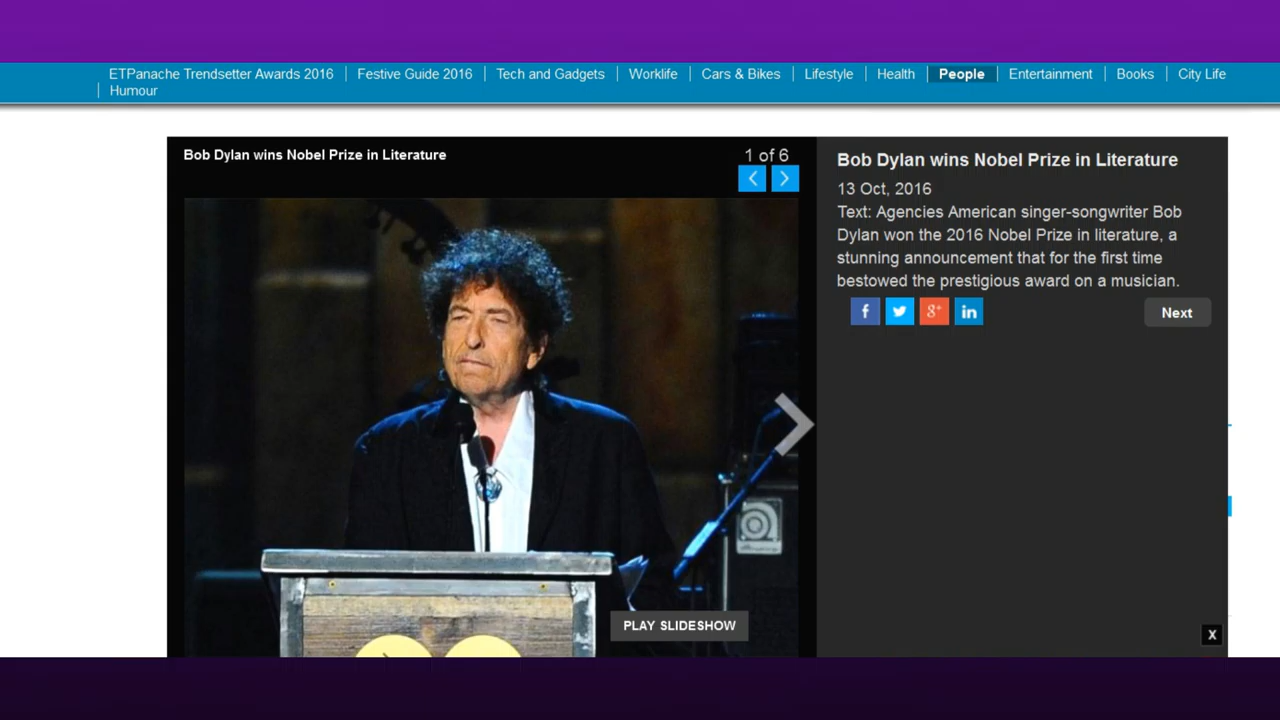 ETPanache Trendsetter Awards 2016 | Festive Guide 2016 | Tech and Gadgets | Worklife | Cars & Bikes | Lifestyle | Health | People | Entertainment | Books | City Life
| Humour
Bob Dylan wins Nobel Prize in Literature
1 of 6
Bob Dylan wins Nobel Prize in Literature
13 Oct, 2016
Text: Agencies American singer-songwriter Bob
Dylan won the 2016 Nobel Prize in literature, a
stunning announcement that for the first time
bestowed the prestigious award on a musician.
f g+ in
Next
PLAY SLIDESHOW
X